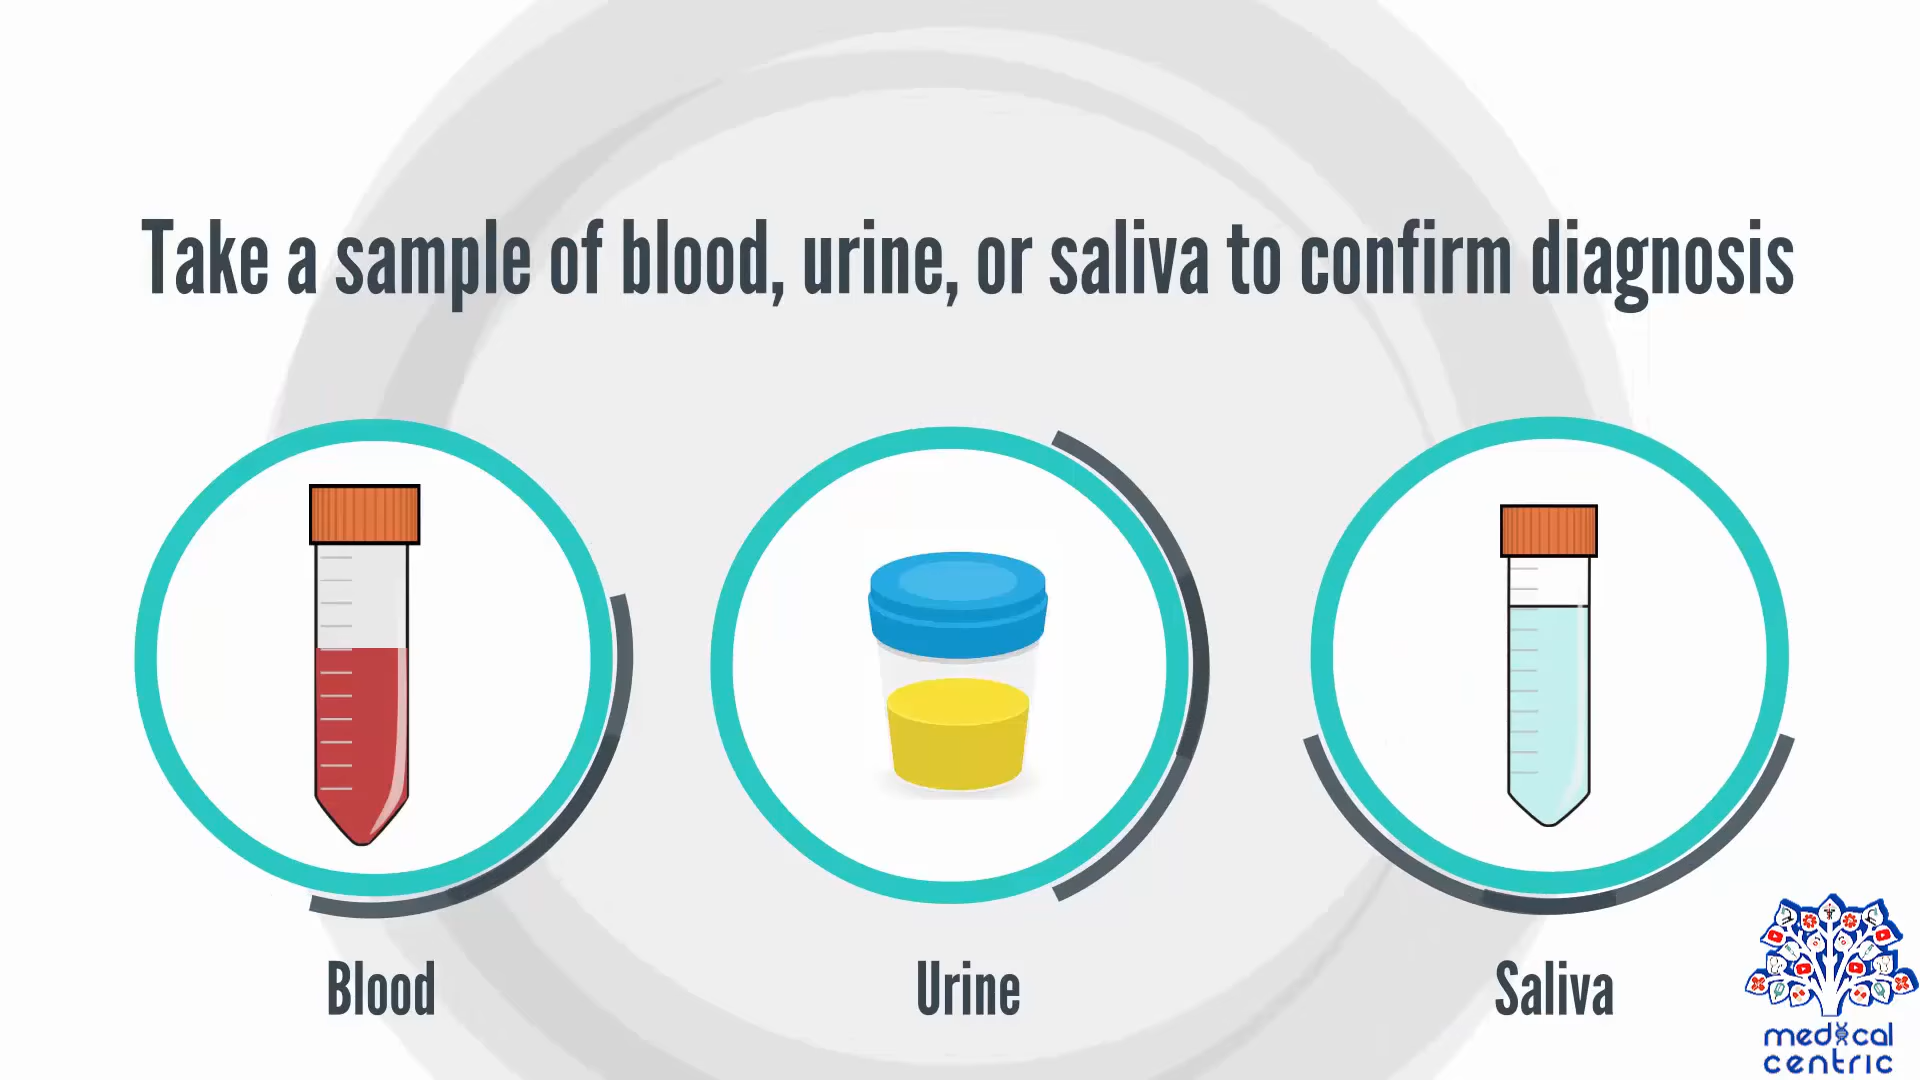 Take a sample of blood, urine, or saliva to confirm diagnosis
Blood
Urine
Saliva
medical
centric